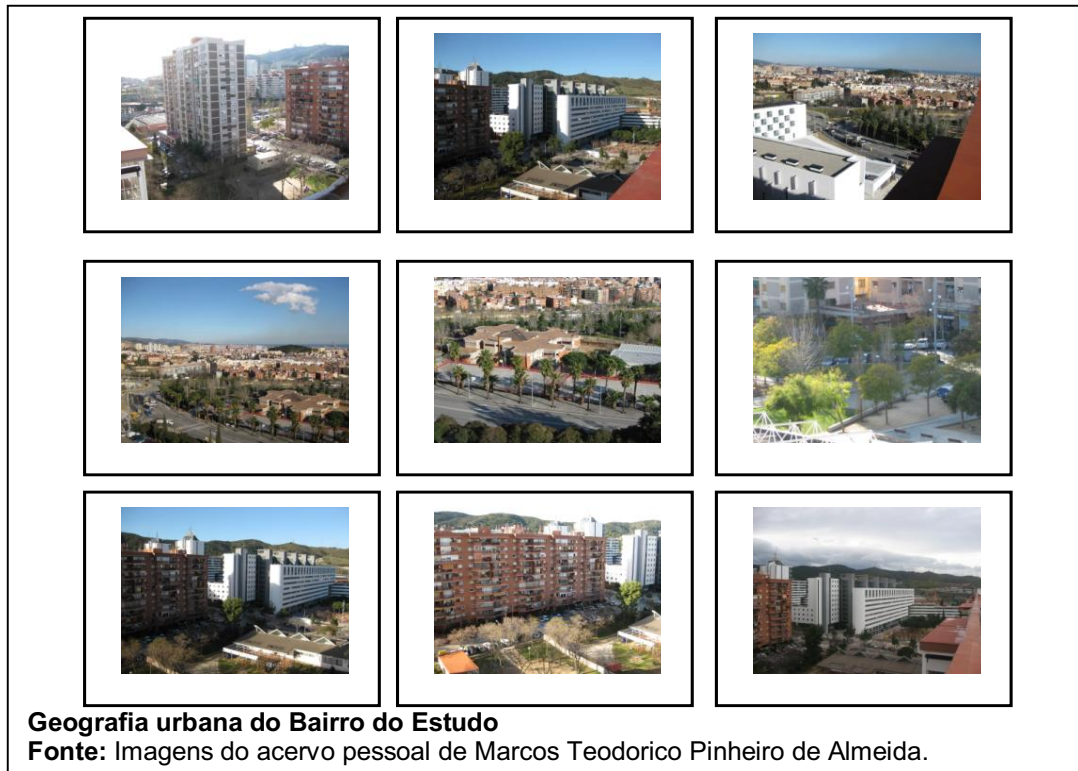 Geografia urbana do Bairro do Estudo
Fonte: Imagens do acervo pessoal de Marcos Teodorico Pinheiro de Almeida.